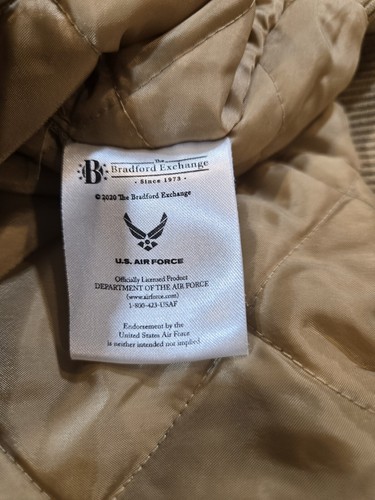 B
The
Bradford Exchange
· Since 1973 ·
© 2020 The Bradford Exchange
U.S. AIR FORCE
Officially Licensed Product
DEPARTMENT OF THE AIR FORCE
(www.airforce.com)
1-800-423-USAF
Endorsement by the
United States Air Force
is neither intended not implied